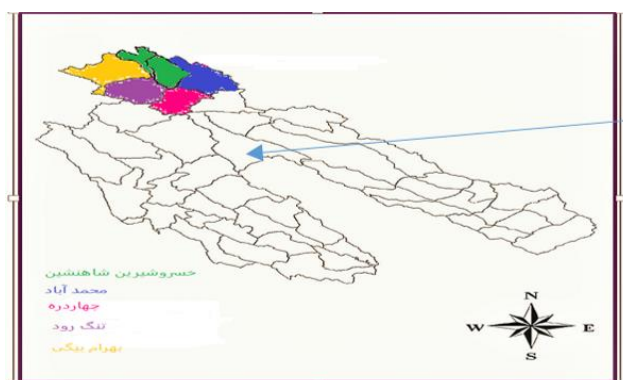 خسروشیرین شاهنشین
محمد آباد
چهاردره
تنگ رود
بهرام بیگی
N
W E
S